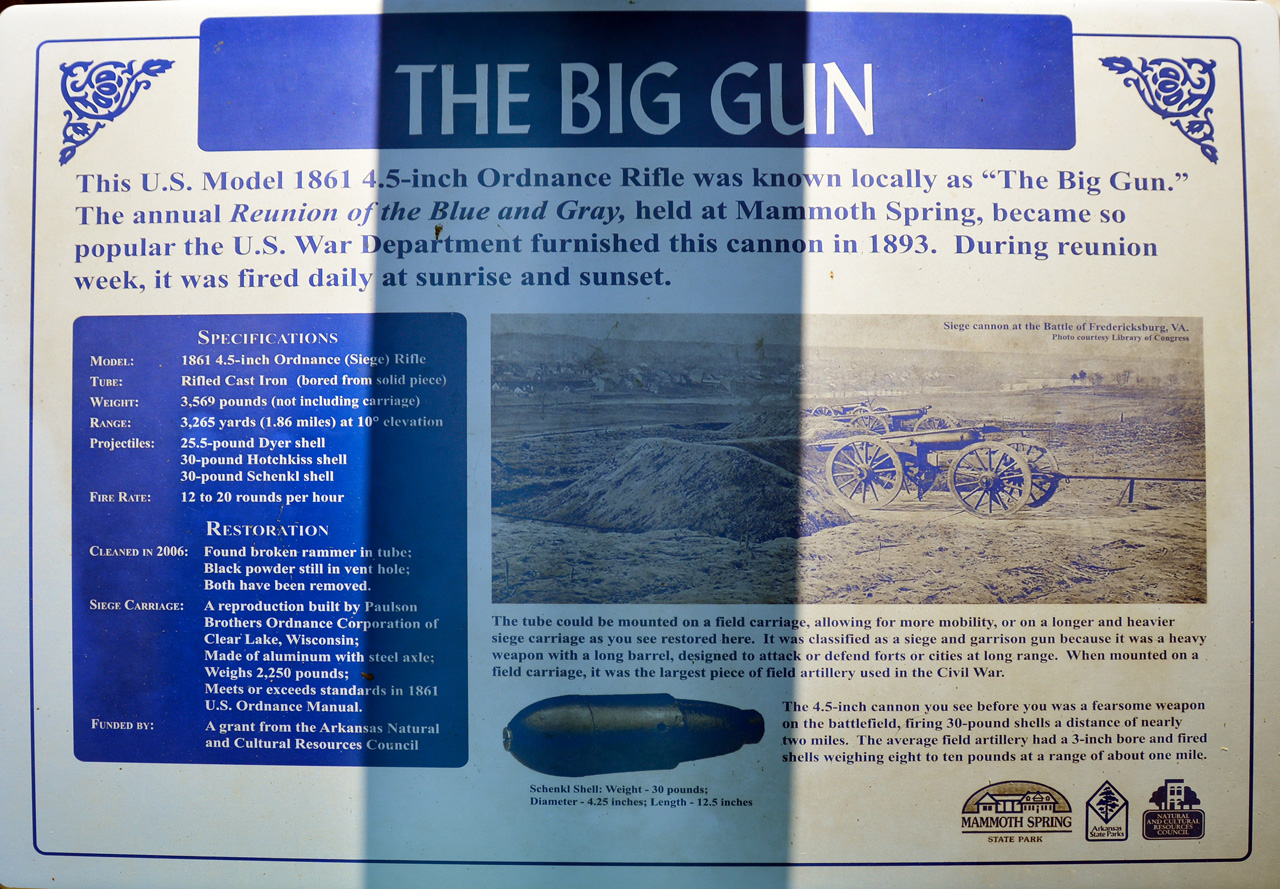 THE BIG GUN
This U.S. Model 1861 4.5-inch Ordnance Rifle was known locally as “The Big Gun.”
The annual Reunion of the Blue and Gray, held at Mammoth Spring, became so
popular the U.S. War Department furnished this cannon in 1893. During reunion
week, it was fired daily at sunrise and sunset.
SPECIFICATIONS
MODEL: 1861 4.5-inch Ordnance (Siege) Rifle
TUBE: Rifled Cast Iron (bored from solid piece)
WEIGHT: 3,569 pounds (not including carriage)
RANGE: 3,265 yards (1.86 miles) at 10° elevation
Projectiles: 25.5-pound Dyer shell
30-pound Hotchkiss shell
30-pound Schenkl shell
FIRE RATE: 12 to 20 rounds per hour
RESTORATION
CLEANED IN 2006: Found broken rammer in tube;
Black powder still in vent hole;
Both have been removed.
SIEGE CARRIAGE: A reproduction built by Paulson
Brothers Ordnance Corporation of
Clear Lake, Wisconsin;
Made of aluminum with steel axle;
Weighs 2,250 pounds;
Meets or exceeds standards in 1861
U.S. Ordnance Manual.
FUNDED BY: A grant from the Arkansas Natural
and Cultural Resources Council
Siege cannon at the Battle of Fredericksburg, VA.
Photo courtesy Library of Congress
The tube could be mounted on a field carriage, allowing for more mobility, or on a longer and heavier
siege carriage as you see restored here. It was classified as a siege and garrison gun because it was a heavy
weapon with a long barrel, designed to attack or defend forts or cities at long range. When mounted on a
field carriage, it was the largest piece of field artillery used in the Civil War.
Schenkl Shell: Weight - 30 pounds;
Diameter - 4.25 inches; Length - 12.5 inches
The 4.5-inch cannon you see before you was a fearsome weapon
on the battlefield, firing 30-pound shells a distance of nearly
two miles. The average field artillery had a 3-inch bore and fired
shells weighing eight to ten pounds at a range of about one mile.
MAMMOTH SPRING
STATE PARK
Arkansas
State Parks
NATURAL
AND CULTURAL
RESOURCES
COUNCIL